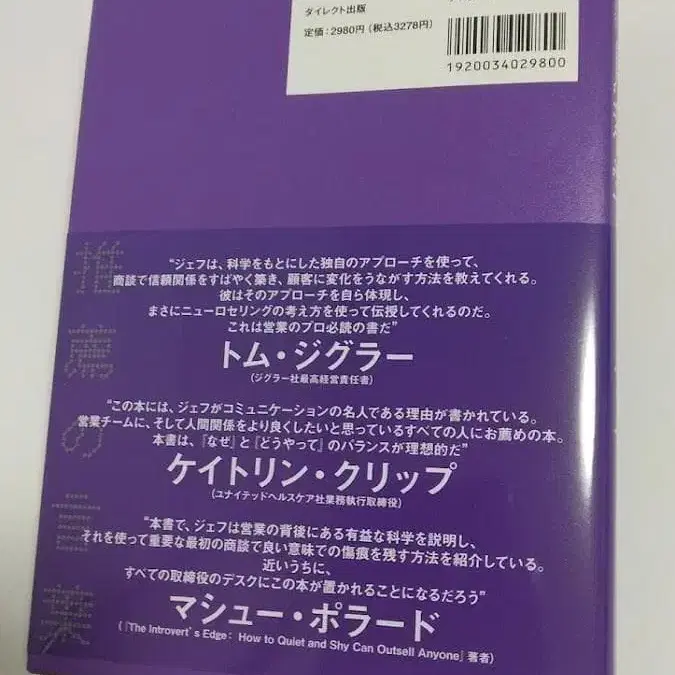 ダイレクト出版
定価：2980円（税込3278円）
1920034029800
推薦の言葉
“ジェフは、科学をもとにした独自のアプローチを使って、
商談で信頼関係をすばやく築き、顧客に変化をうながす方法を教えてくれる。
彼はそのアプローチを自ら体現し、
まさにニューロセリングの考え方を使って伝授してくれるのだ。
これは営業のプロ必読の書だ”
トム・ジグラー
（ジグラー社最高経営責任者）
“この本には、ジェフがコミュニケーションの名人である理由が書かれている。
営業チームに、そして人間関係をより良くしたいと思っているすべての人にお薦めの本。
本書は、『なぜ』と『どうやって』のバランスが理想的だ”
ケイトリン・クリップ
（ユナイテッドヘルスケア社業務執行取締役）
“本書で、ジェフは営業の背後にある有益な科学を説明し、
それを使って重要な最初の商談で良い意味での傷痕を残す方法を紹介している。
近いうちに、
すべての取締役のデスクにこの本が置かれることになるだろう”
マシュー・ポラード
（『The Introvert's Edge: How to Quiet and Shy Can Outsell Anyone』著者）